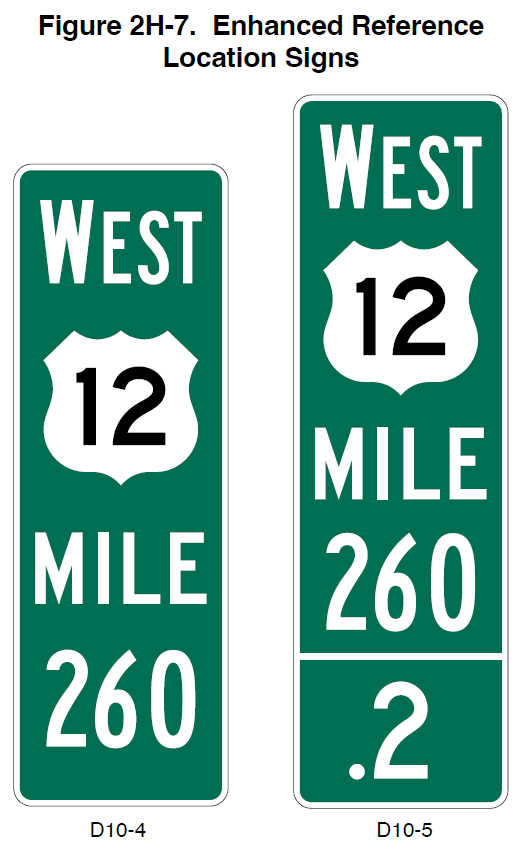 Figure 2H-7. Enhanced Reference
Location Signs
WEST
12
MILE
260
D10-4
WEST
12
MILE
260
.2
D10-5